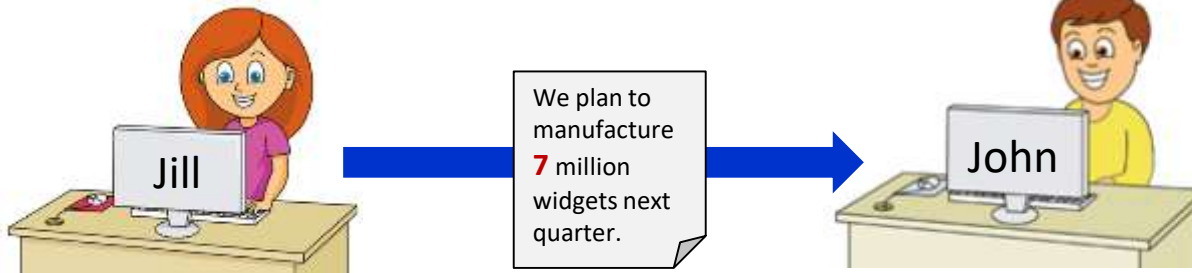 Jill
We plan to
manufacture
7 million
widgets next
quarter.
John